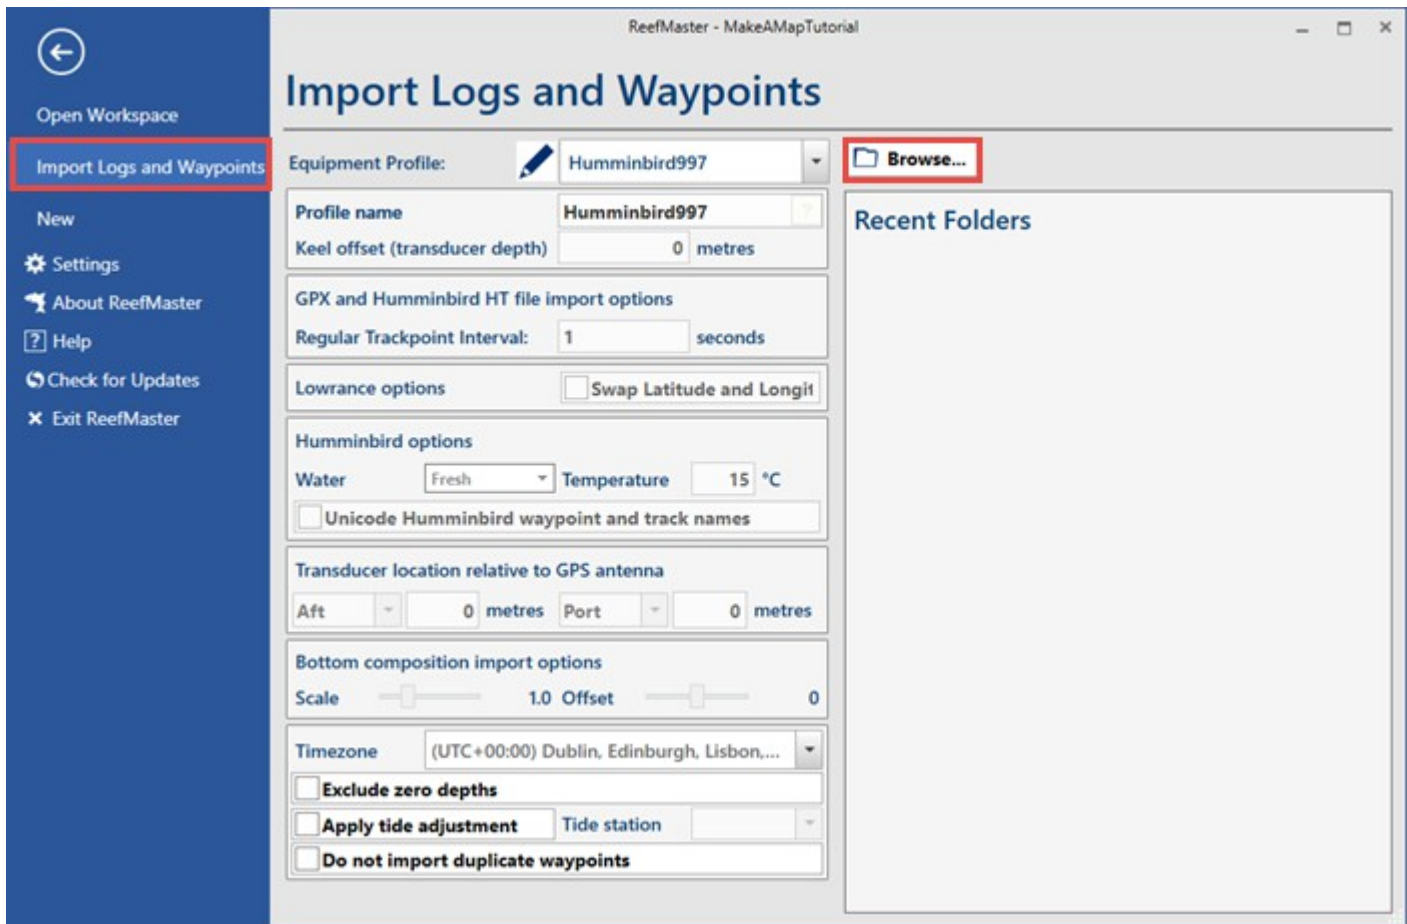 ReefMaster - MakeAMapTutorial
Open Workspace
Import Logs and Waypoints
New
Settings
About ReefMaster
? Help
Check for Updates
Exit ReefMaster
Import Logs and Waypoints
Equipment Profile: Humminbird997
Profile name Humminbird997 ?
Keel offset (transducer depth) 0 metres
GPX and Humminbird HT file import options
Regular Trackpoint Interval: 1 seconds
Lowrance options Swap Latitude and Longit
Humminbird options
Water Fresh Temperature 15 °C
Unicode Humminbird waypoint and track names
Transducer location relative to GPS antenna
Aft 0 metres Port 0 metres
Bottom composition import options
Scale 1.0 Offset 0
Timezone (UTC+00:00) Dublin, Edinburgh, Lisbon,...
Exclude zero depths
Apply tide adjustment Tide station
Do not import duplicate waypoints
Browse...
Recent Folders